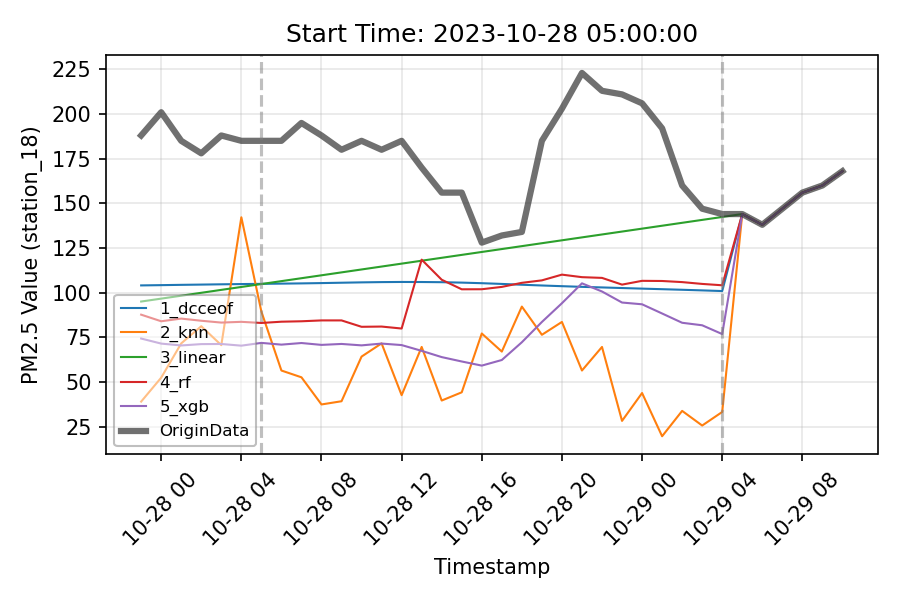 Start Time: 2023-10-28 05:00:00
PM2.5 Value (station_18)
225
200
175
150
125
100
75
50
25
1_dcceof
2_knn
3_linear
4_rf
5_xgb
OriginData
10-28 00
10-28 04
10-28 08
10-28 12
10-28 16
10-28 20
10-29 00
10-29 04
10-29 08
Timestamp